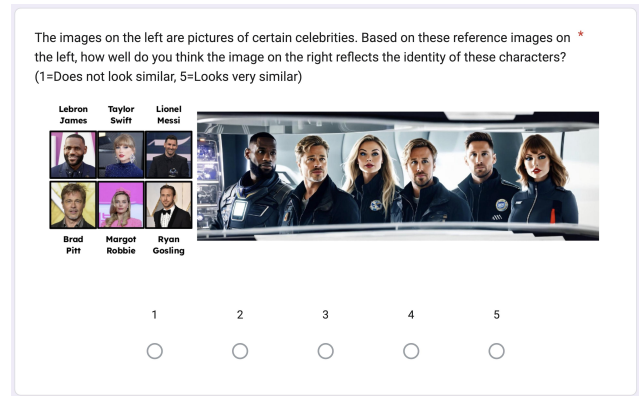 The images on the left are pictures of certain celebrities. Based on these reference images on *
the left, how well do you think the image on the right reflects the identity of these characters?
(1=Does not look similar, 5=Looks very similar)
Lebron James Taylor Swift Lionel Messi
Brad Pitt Margot Robbie Ryan Gosling
1 2 3 4 5